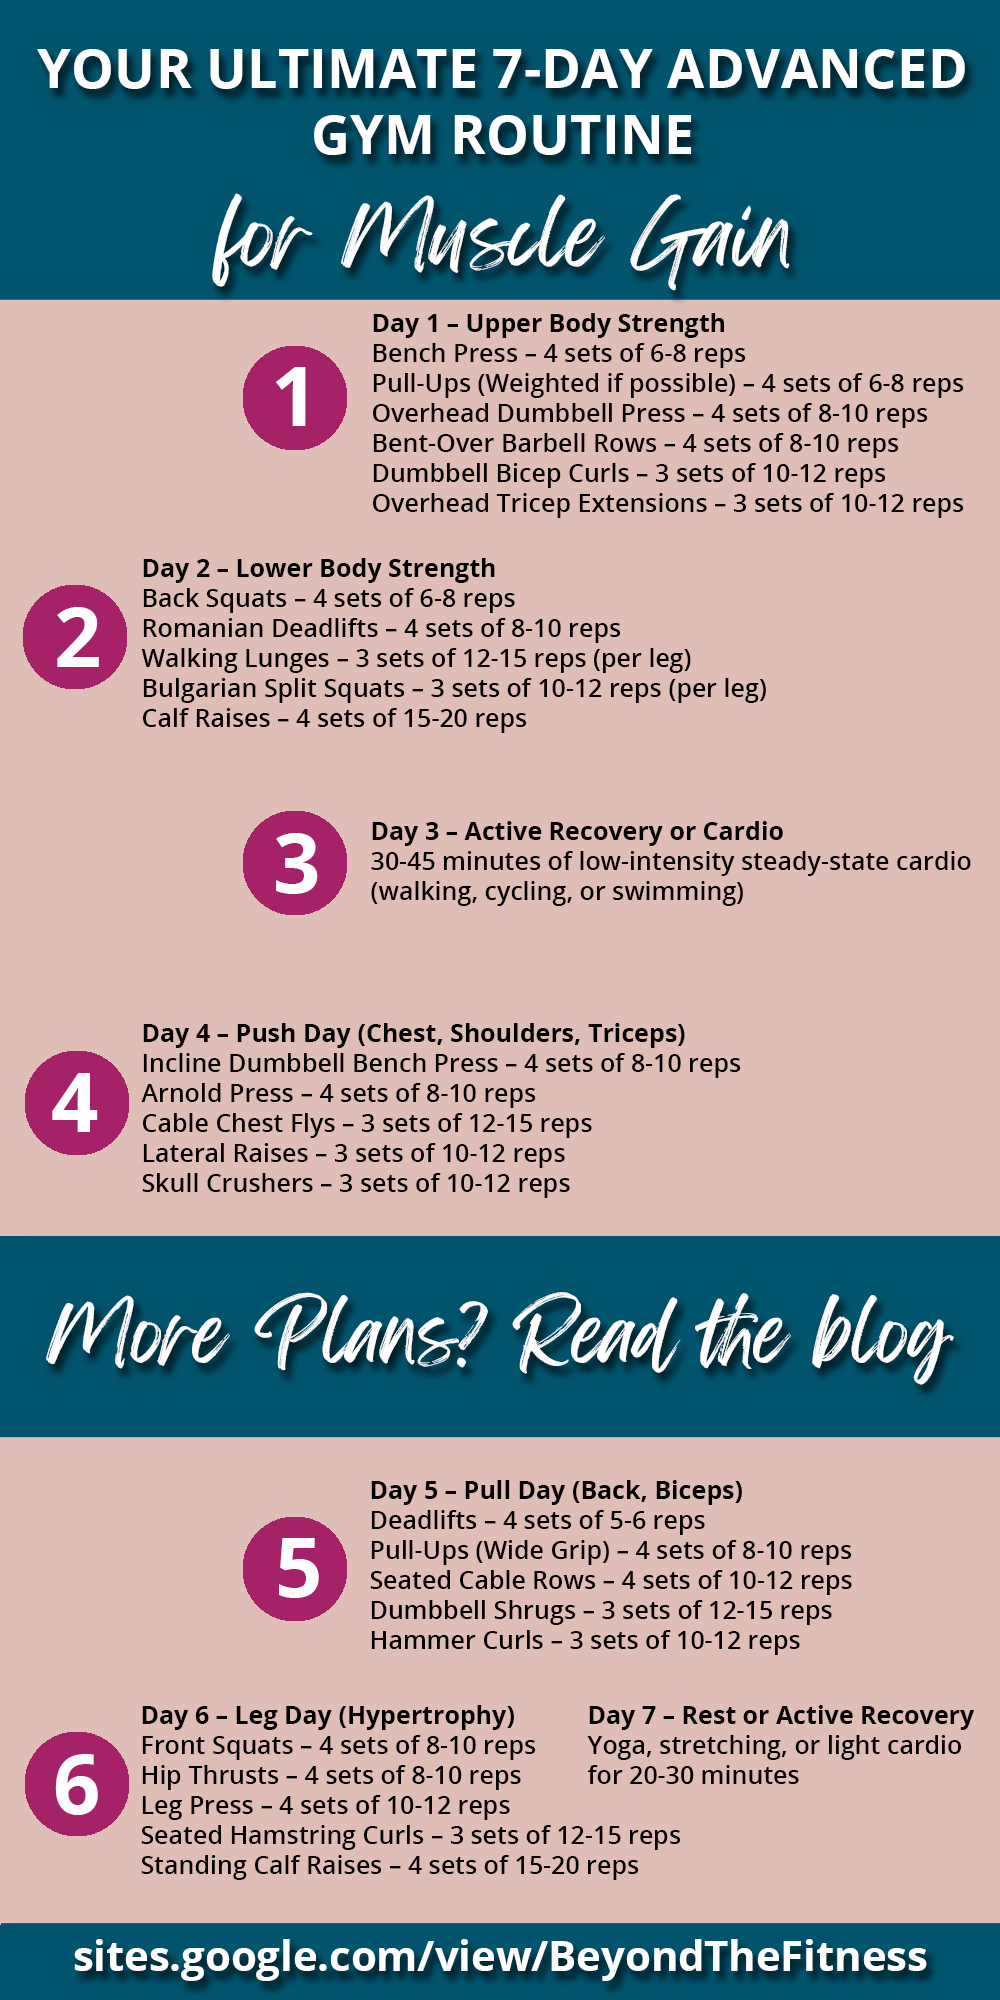 YOUR ULTIMATE 7-DAY ADVANCED
GYM ROUTINE
for Muscle Gain
1
Day 1 – Upper Body Strength
Bench Press – 4 sets of 6-8 reps
Pull-Ups (Weighted if possible) – 4 sets of 6-8 reps
Overhead Dumbbell Press – 4 sets of 8-10 reps
Bent-Over Barbell Rows – 4 sets of 8-10 reps
Dumbbell Bicep Curls – 3 sets of 10-12 reps
Overhead Tricep Extensions – 3 sets of 10-12 reps
2
Day 2 – Lower Body Strength
Back Squats – 4 sets of 6-8 reps
Romanian Deadlifts – 4 sets of 8-10 reps
Walking Lunges – 3 sets of 12-15 reps (per leg)
Bulgarian Split Squats – 3 sets of 10-12 reps (per leg)
Calf Raises – 4 sets of 15-20 reps
3
Day 3 – Active Recovery or Cardio
30-45 minutes of low-intensity steady-state cardio
(walking, cycling, or swimming)
4
Day 4 – Push Day (Chest, Shoulders, Triceps)
Incline Dumbbell Bench Press – 4 sets of 8-10 reps
Arnold Press – 4 sets of 8-10 reps
Cable Chest Flys – 3 sets of 12-15 reps
Lateral Raises – 3 sets of 10-12 reps
Skull Crushers – 3 sets of 10-12 reps
More Plans? Read the blog
5
Day 5 – Pull Day (Back, Biceps)
Deadlifts – 4 sets of 5-6 reps
Pull-Ups (Wide Grip) – 4 sets of 8-10 reps
Seated Cable Rows – 4 sets of 10-12 reps
Dumbbell Shrugs – 3 sets of 12-15 reps
Hammer Curls – 3 sets of 10-12 reps
6
Day 6 – Leg Day (Hypertrophy)
Front Squats – 4 sets of 8-10 reps
Hip Thrusts – 4 sets of 8-10 reps
Leg Press – 4 sets of 10-12 reps
Seated Hamstring Curls – 3 sets of 12-15 reps
Standing Calf Raises – 4 sets of 15-20 reps
Day 7 – Rest or Active Recovery
Yoga, stretching, or light cardio
for 20-30 minutes
sites.google.com/view/BeyondTheFitness